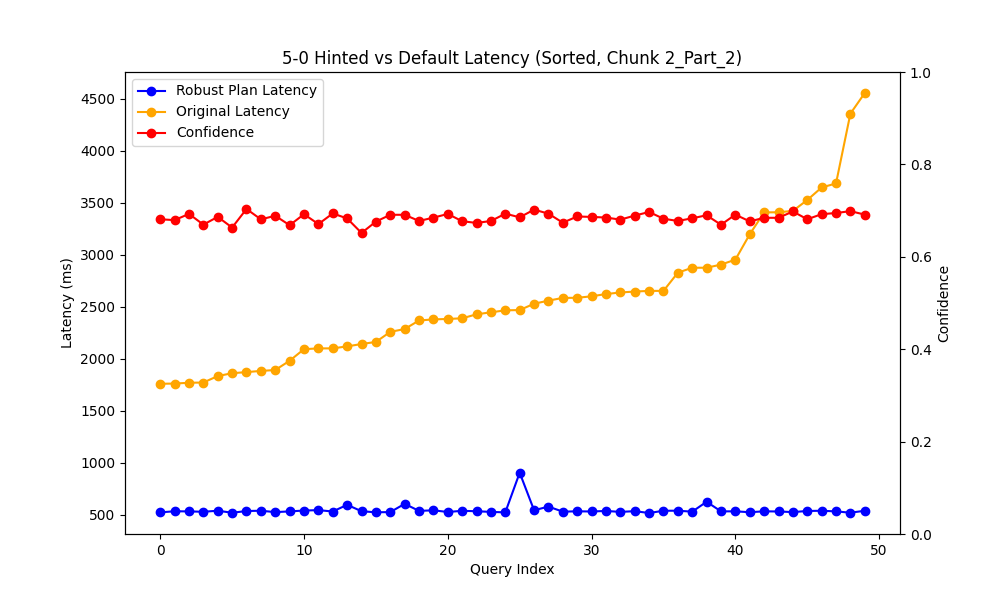 5-0 Hinted vs Default Latency (Sorted, Chunk 2_Part_2)
Robust Plan Latency
Original Latency
Confidence
Latency (ms)
4500
4000
3500
3000
2500
2000
1500
1000
500
1.0
0.8
0.6
0.4
0.2
0.0
Confidence
0 10 20 30 40 50
Query Index